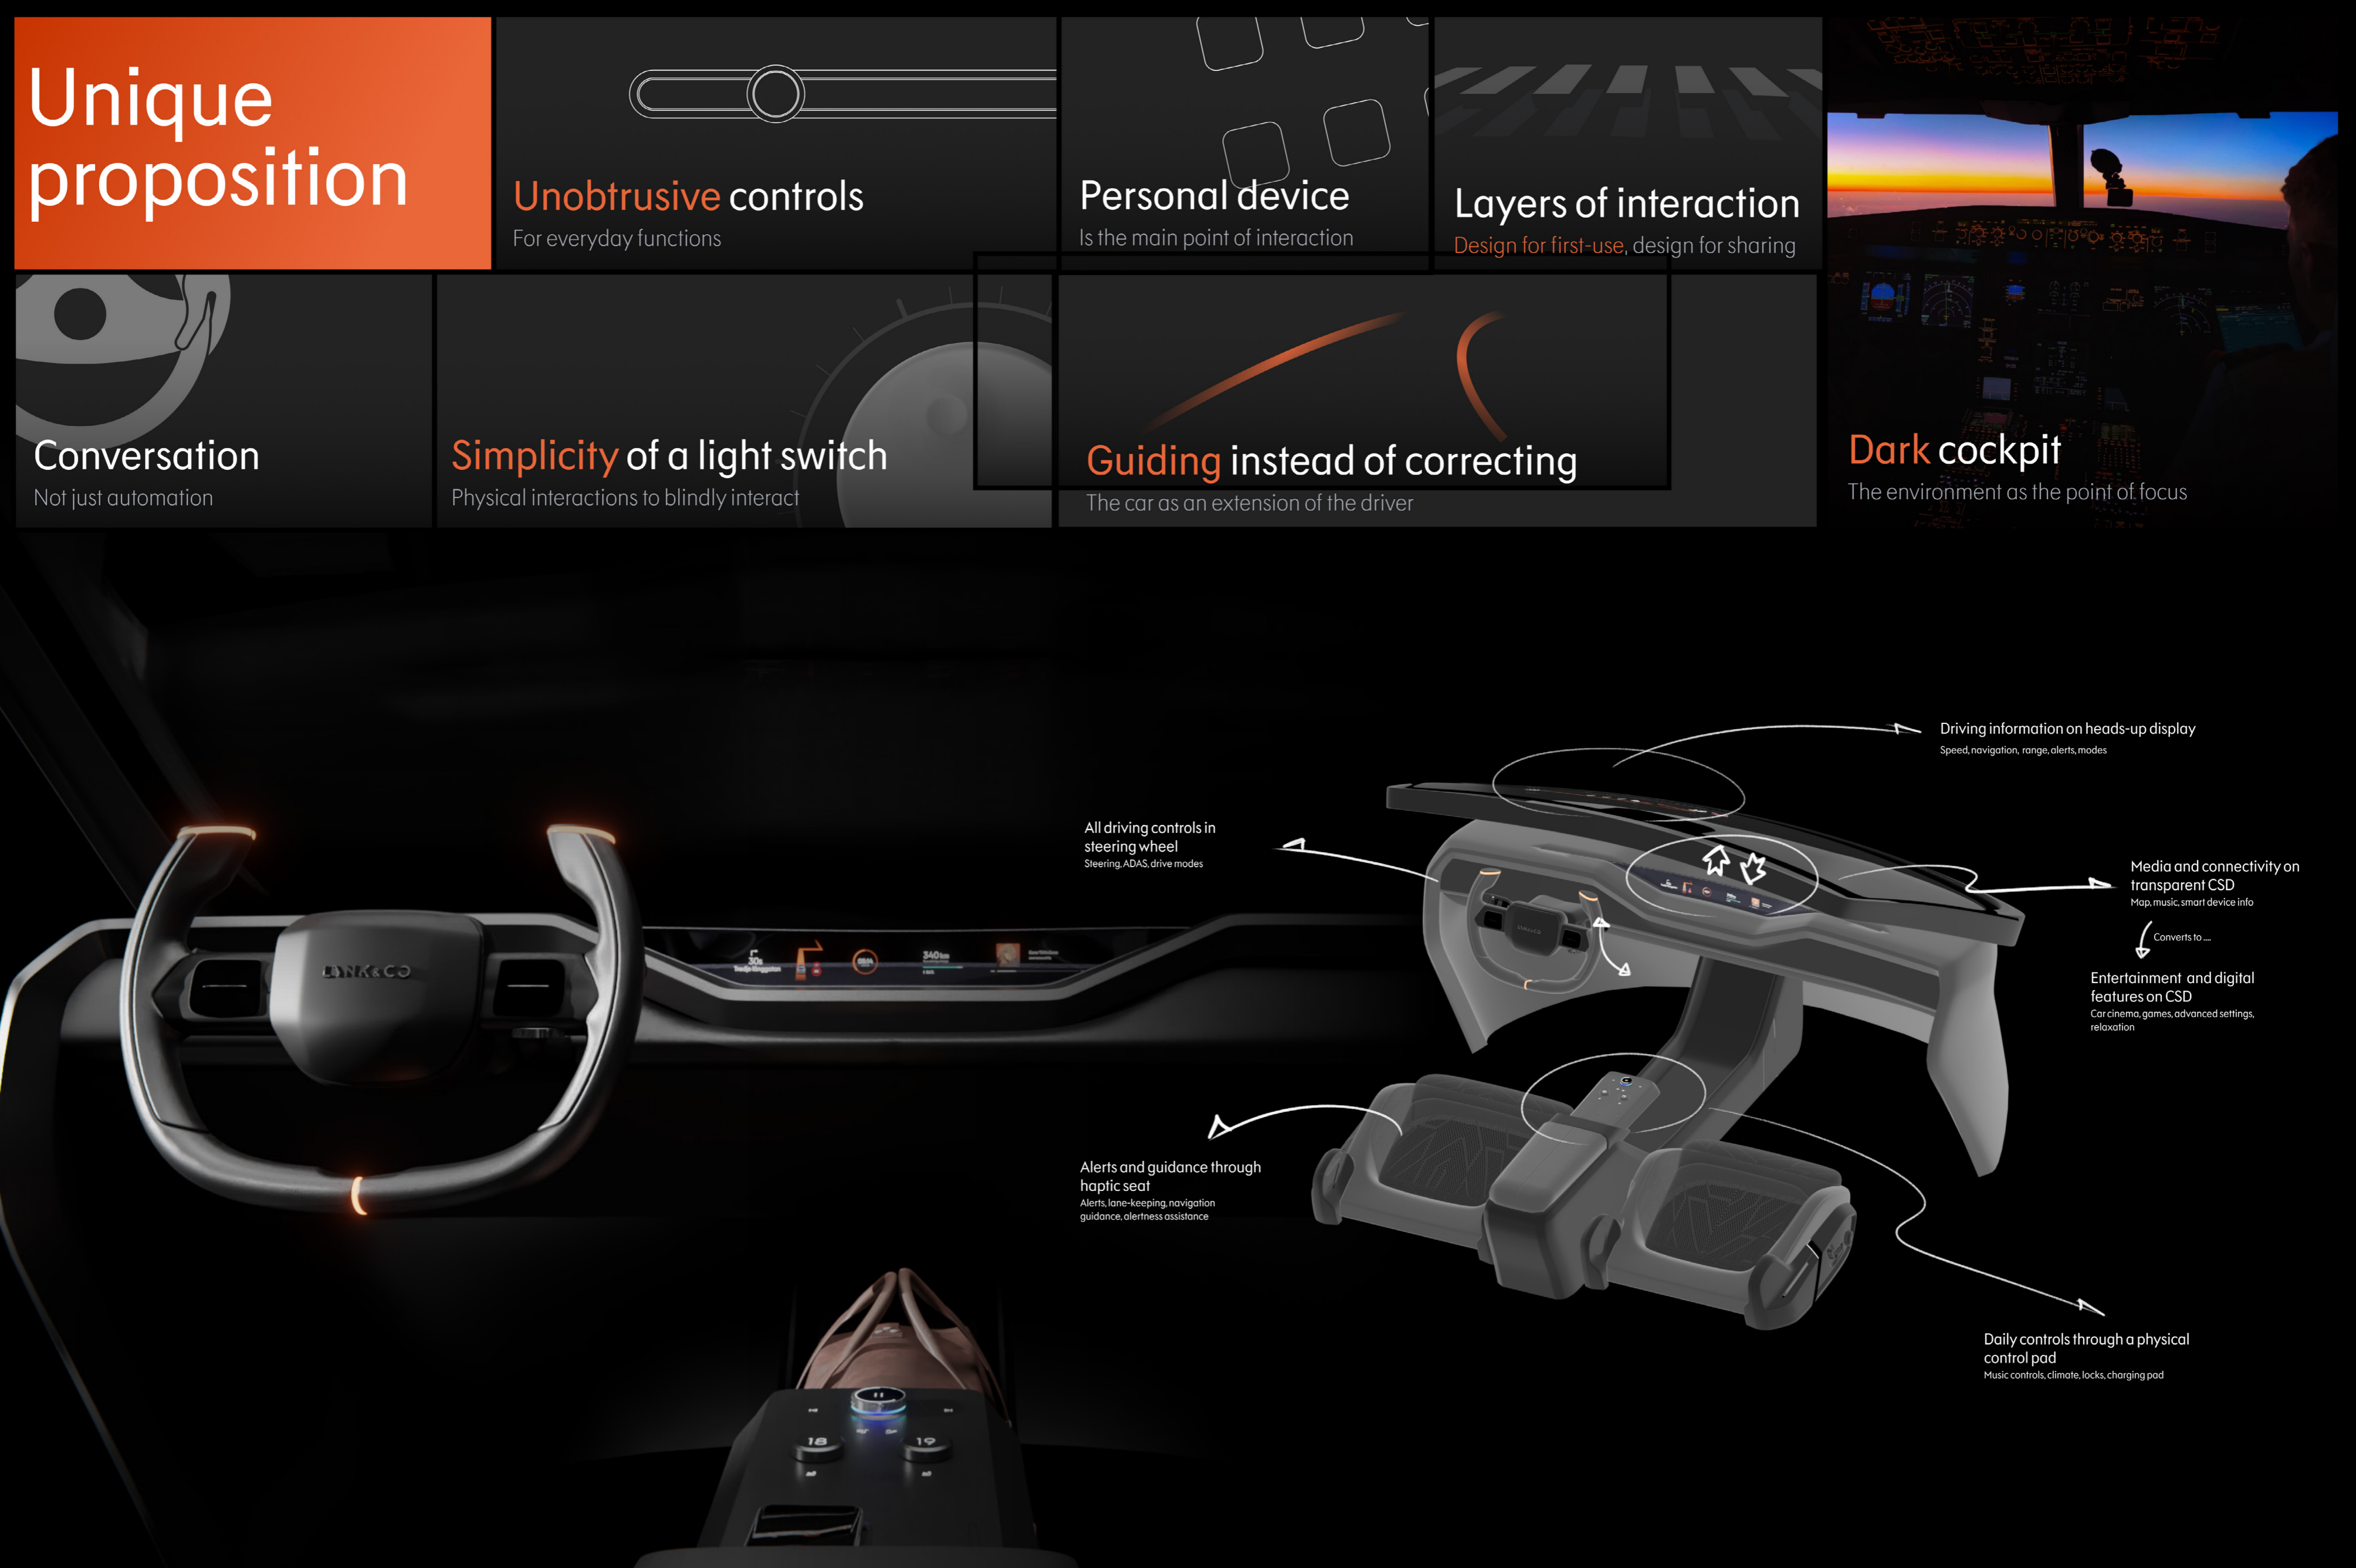 Unique
proposition
Unobtrusive controls
For everyday functions
Personal device
Is the main point of interaction
Layers of interaction
Design for first-use, design for sharing
Conversation
Not just automation
Simplicity of a light switch
Physical interactions to blindly interact
Guiding instead of correcting
The car as an extension of the driver
Dark cockpit
The environment as the point of focus
Driving information on heads-up display
Speed, navigation, range, alerts, modes
All driving controls in
steering wheel
Steering, ADAS, drive modes
Media and connectivity on
transparent CSD
Map, music, smart device info
Converts to ....
Entertainment and digital
features on CSD
Car cinema, games, advanced settings,
relaxation
LYNK&CO
30s
340km
Alerts and guidance through
haptic seat
Alerts, lane-keeping, navigation
guidance, alertness assistance
Daily controls through a physical
control pad
Music controls, climate, locks, charging pad
18
19